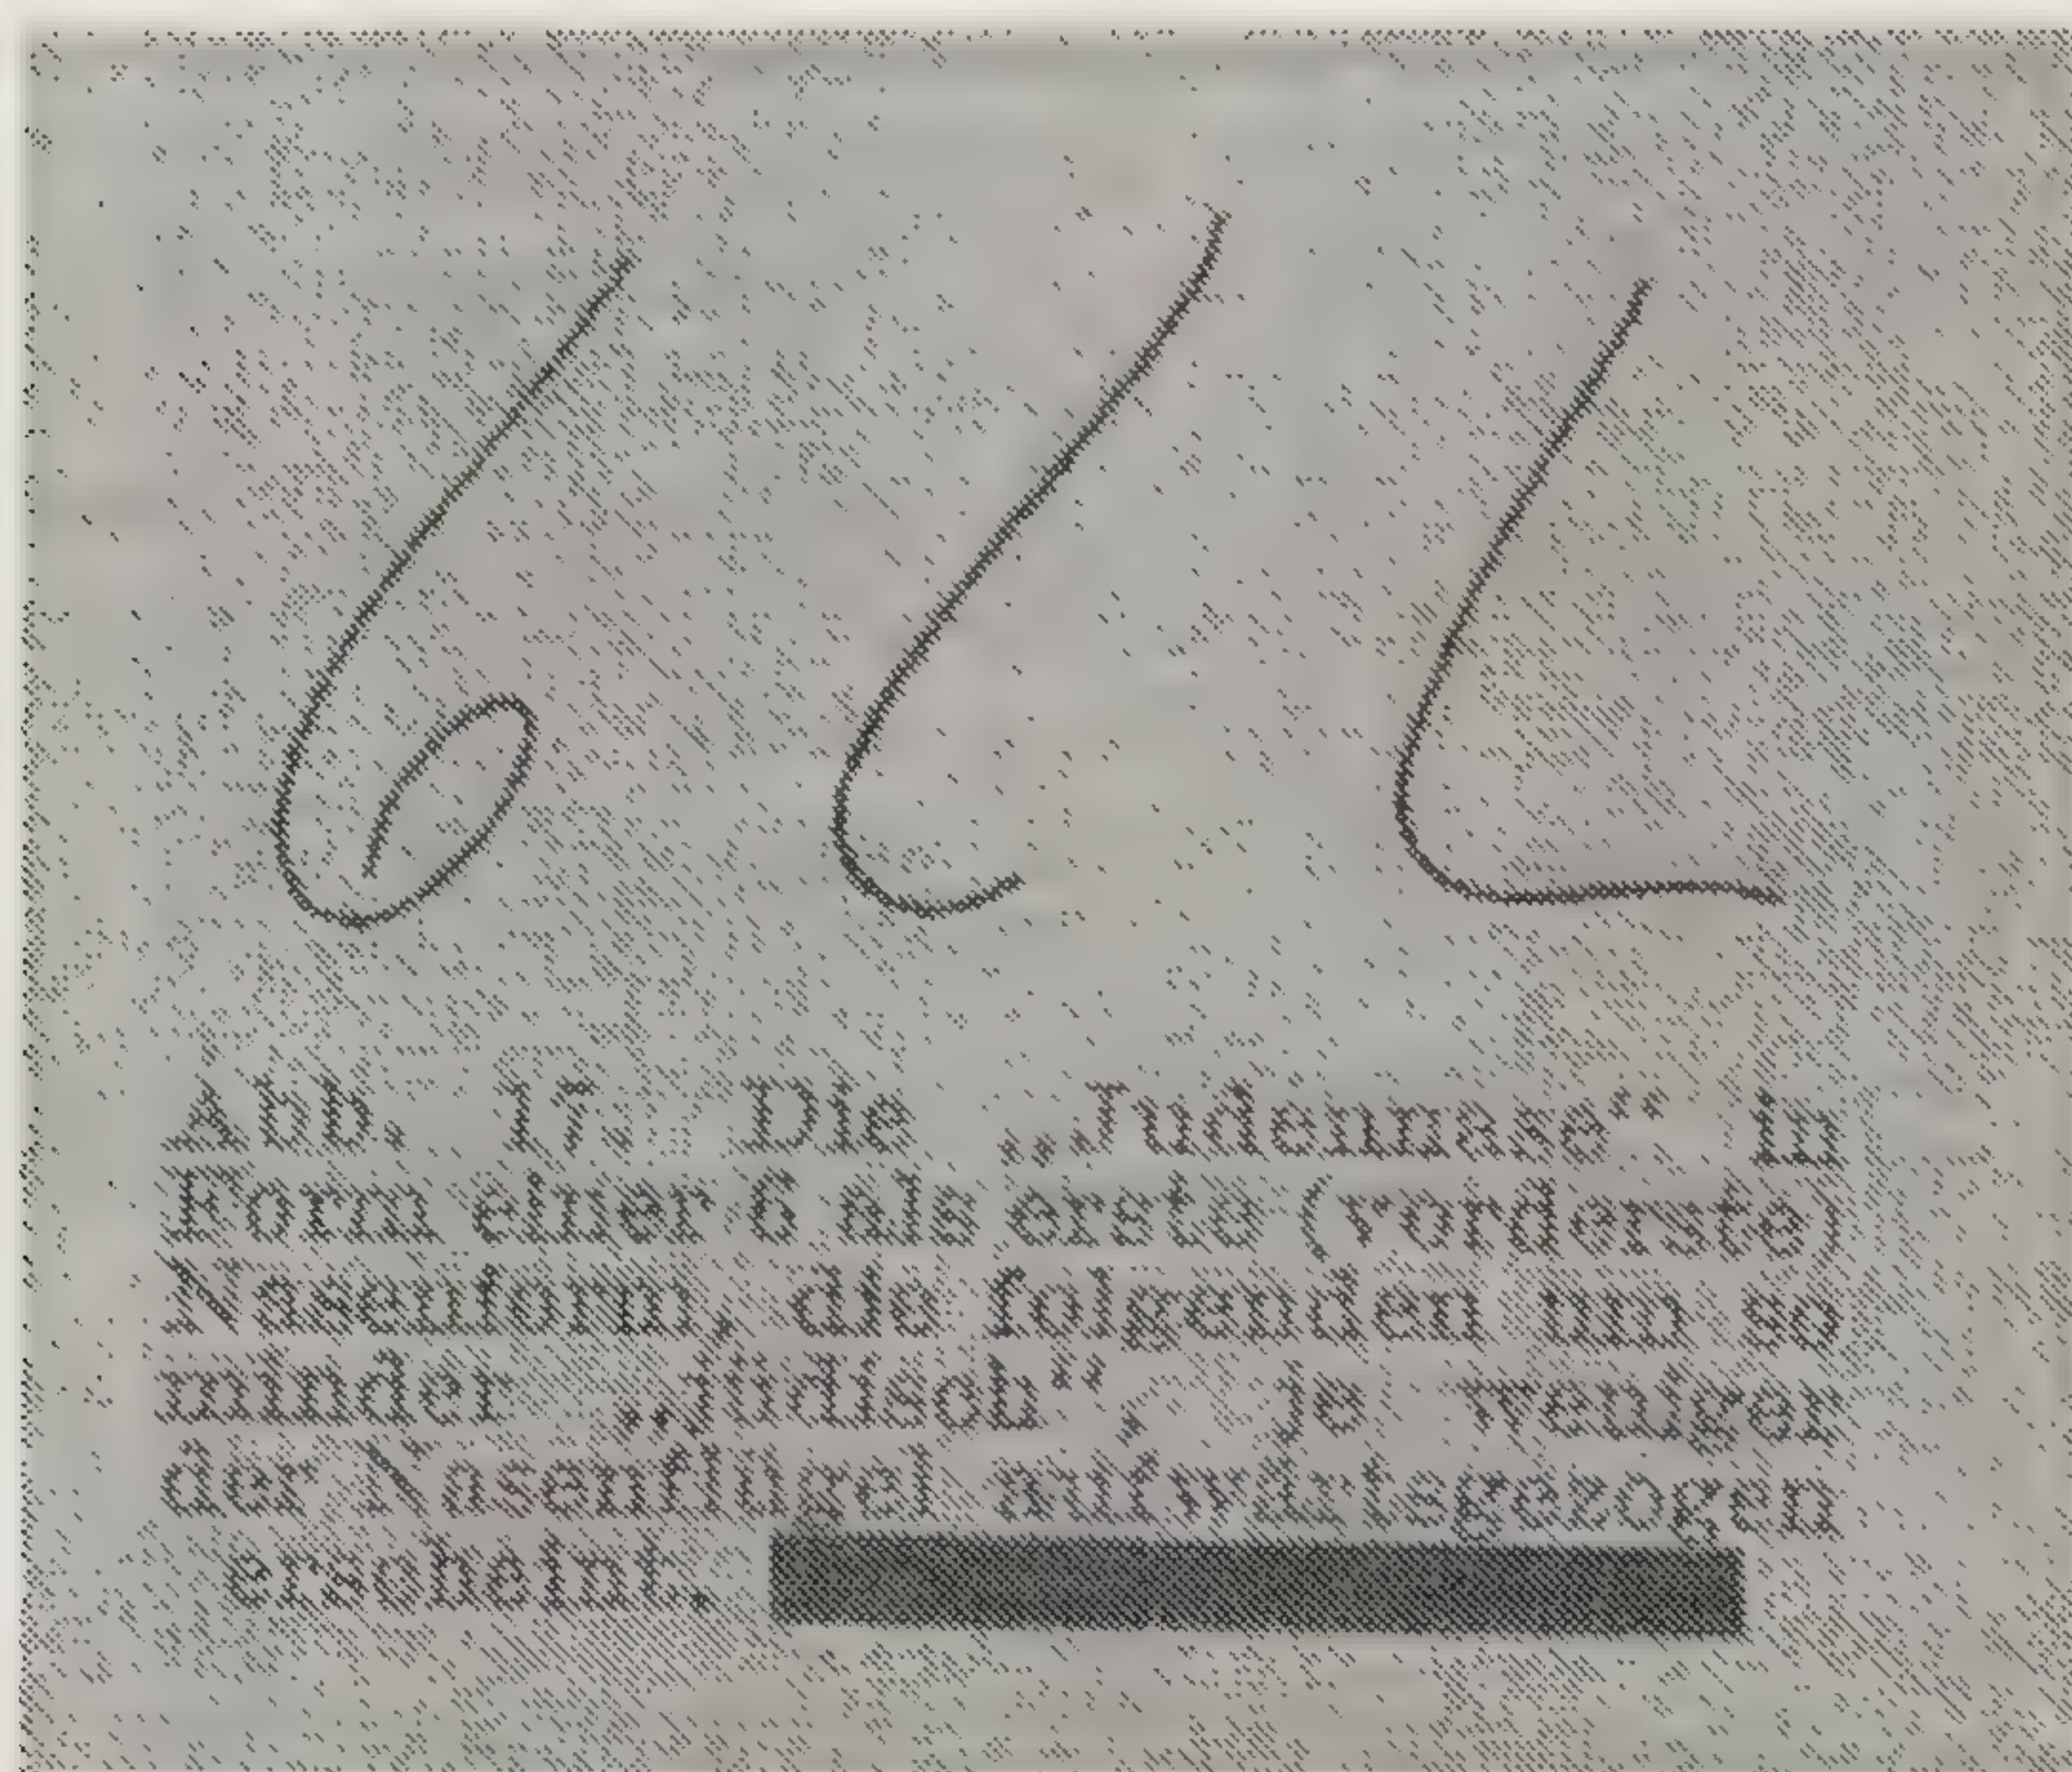 Abb. 17. Die „Judennase“ in
Form einer 6 als erste (vorderste)
Nasenform, die folgenden um so
minder „jüdisch“, je weniger
der Nasenflügel aufwärtsgezogen
erscheint.